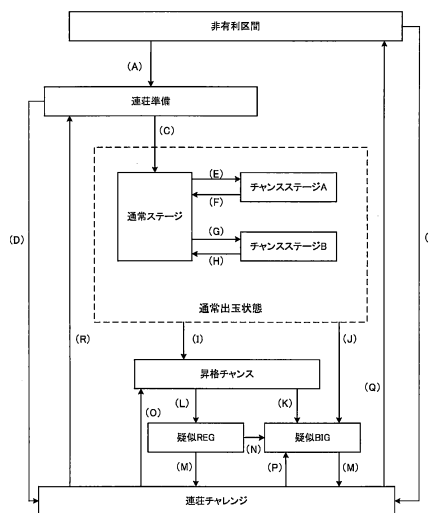 非有利区間
(A)
連荘準備
(C)
(E)
チャンスステージA
(F)
通常ステージ
(G)
チャンスステージB
(H)
(D)
通常出玉状態
(R)
(I)
(J)
(Q)
昇格チャンス
(O)
(L)
(K)
疑似REG
(N)
疑似BIG
(M)
(P)
(M)
連荘チャレンジ